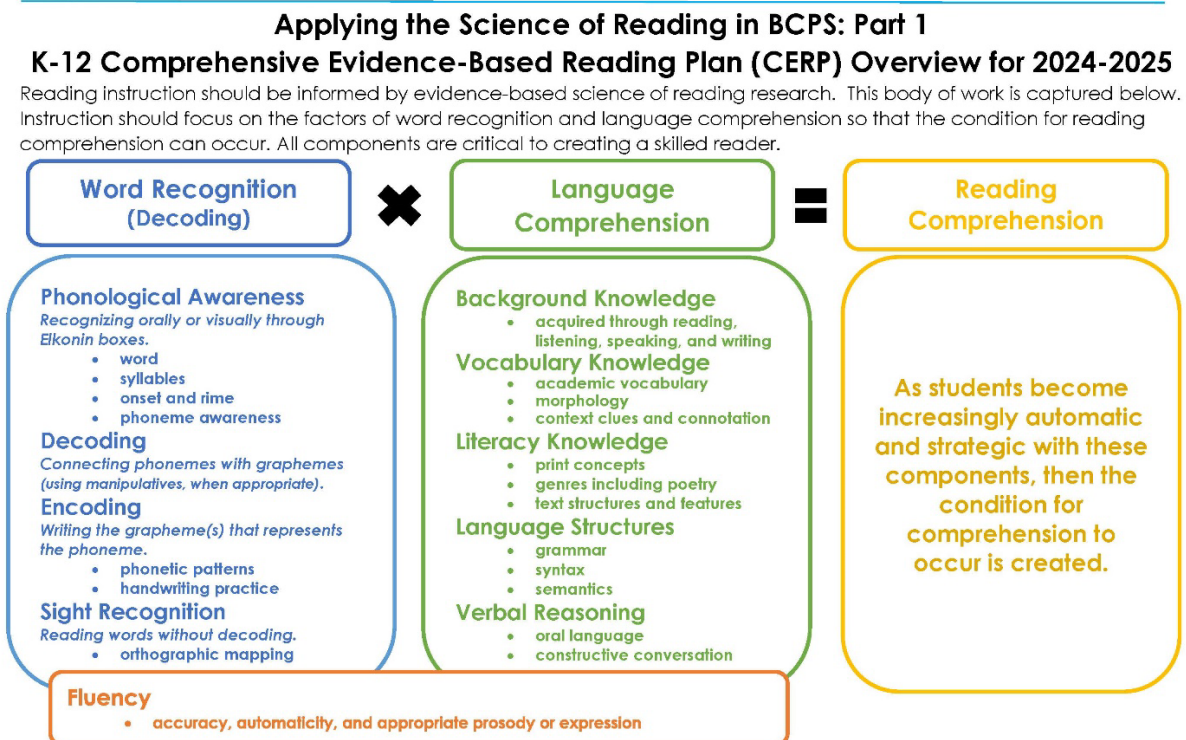 Applying the Science of Reading in BCPS: Part 1
K-12 Comprehensive Evidence-Based Reading Plan (CERP) Overview for 2024-2025
Reading instruction should be informed by evidence-based science of reading research.  This body of work is captured below.
Instruction should focus on the factors of word recognition and language comprehension so that the condition for reading
comprehension can occur. All components are critical to creating a skilled reader.
Word Recognition
(Decoding)
✖
Language
Comprehension
=
Reading
Comprehension
Phonological Awareness
Recognizing orally or visually through
Elkonin boxes.
• word
• syllables
• onset and rime
• phoneme awareness
Decoding
Connecting phonemes with graphemes
(using manipulatives, when appropriate).
Encoding
Writing the grapheme(s) that represents
the phoneme.
• phonetic patterns
• handwriting practice
Sight Recognition
Reading words without decoding.
• orthographic mapping
Background Knowledge
• acquired through reading,
listening, speaking, and writing
Vocabulary Knowledge
• academic vocabulary
• morphology
• context clues and connotation
Literacy Knowledge
• print concepts
• genres including poetry
• text structures and features
Language Structures
• grammar
• syntax
• semantics
Verbal Reasoning
• oral language
• constructive conversation
As students become
increasingly automatic
and strategic with these
components, then the
condition for
comprehension to
occur is created.
Fluency
• accuracy, automaticity, and appropriate prosody or expression